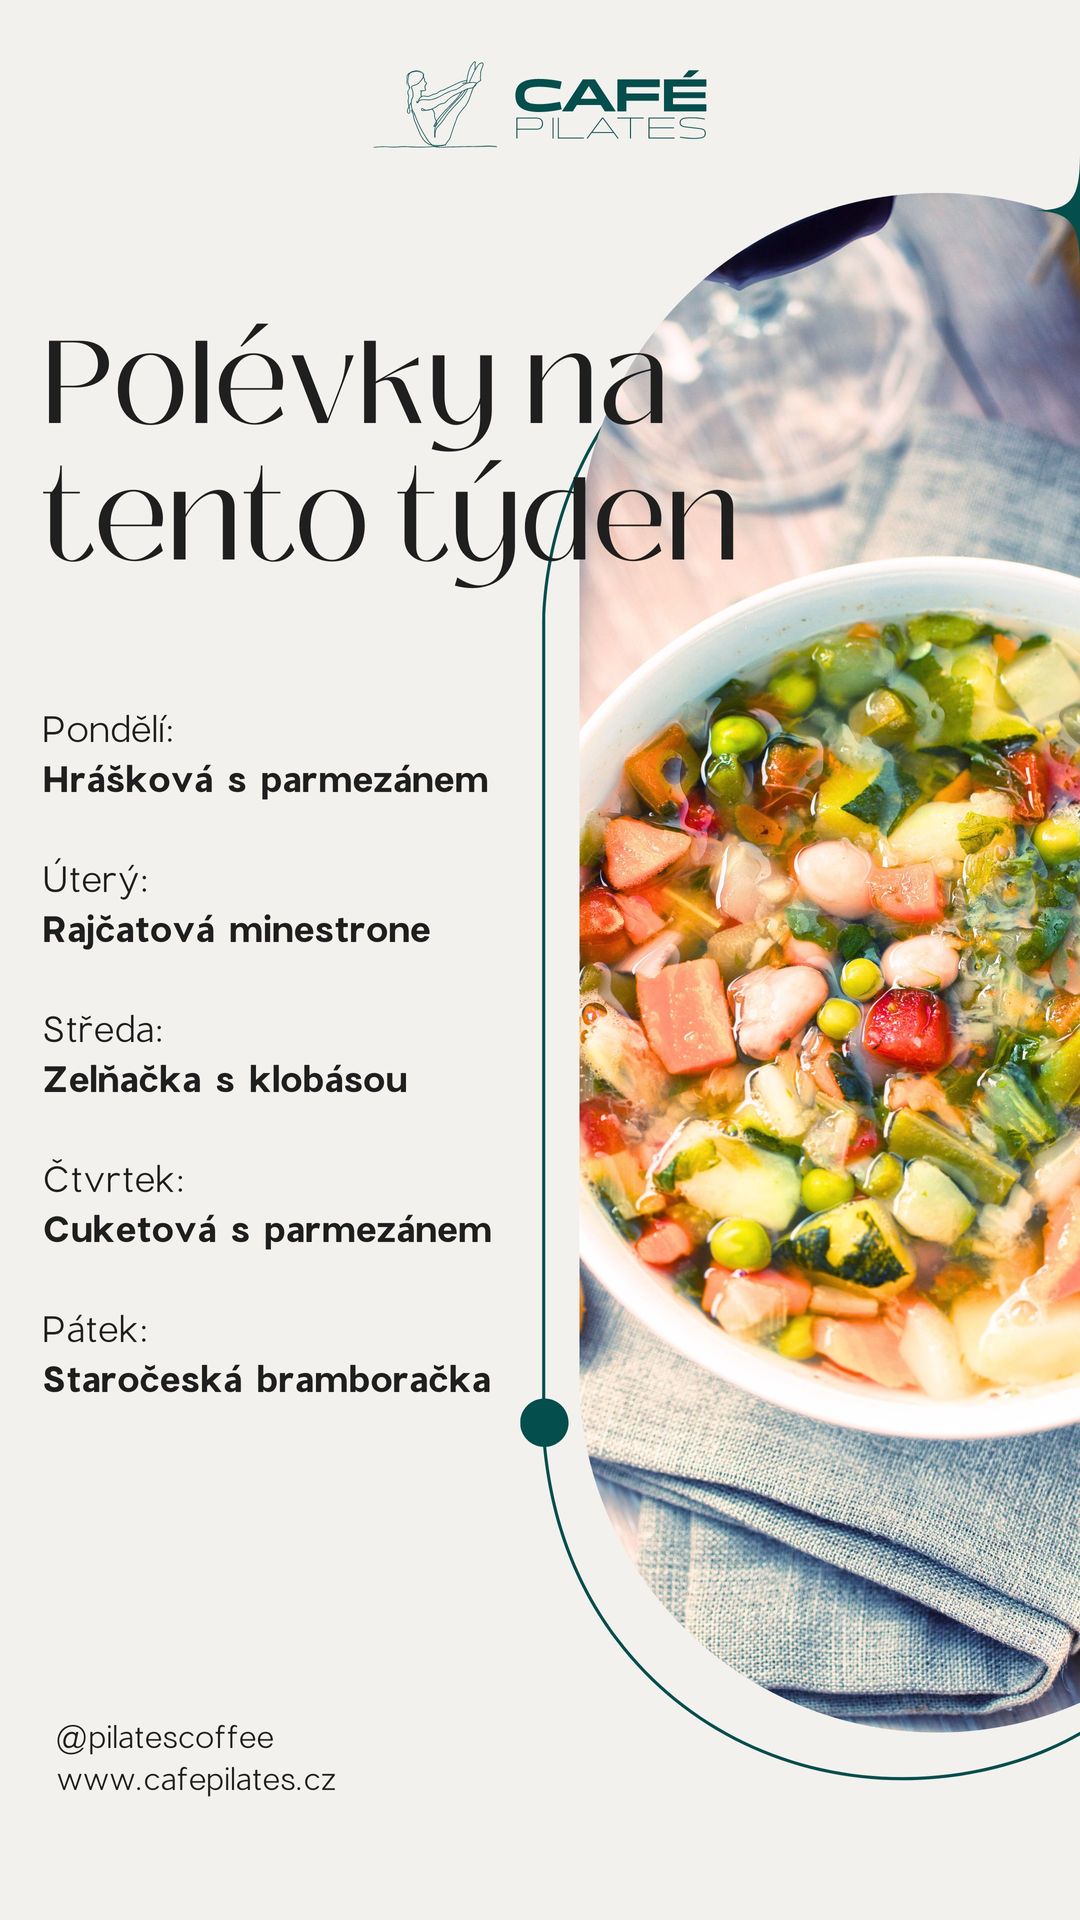 CAFÉ
PILATES
Polévky na
tento týden
Pondělí:
Hrášková s parmezánem
Úterý:
Rajčatová minestrone
Středa:
Zelňačka s klobásou
Čtvrtek:
Cuketová s parmezánem
Pátek:
Staročeská bramboračka
@pilatescoffee
www.cafepilates.cz